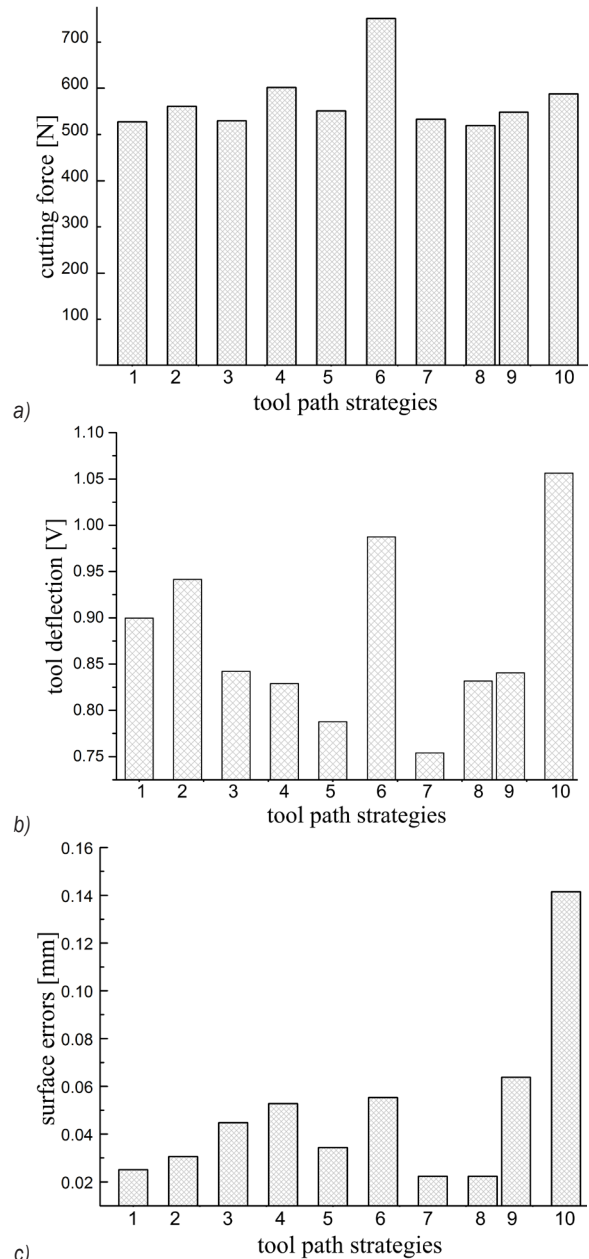 700
600
500
400
300
200
100
cutting force [N]
1 2 3 4 5 6 7 8 9 10
tool path strategies
a)
1.10
1.05
1.00
0.95
0.90
0.85
0.80
0.75
tool deflection [V]
1 2 3 4 5 6 7 8 9 10
tool path strategies
b)
0.16
0.14
0.12
0.10
0.08
0.06
0.04
0.02
surface errors [mm]
1 2 3 4 5 6 7 8 9 10
tool path strategies
c)